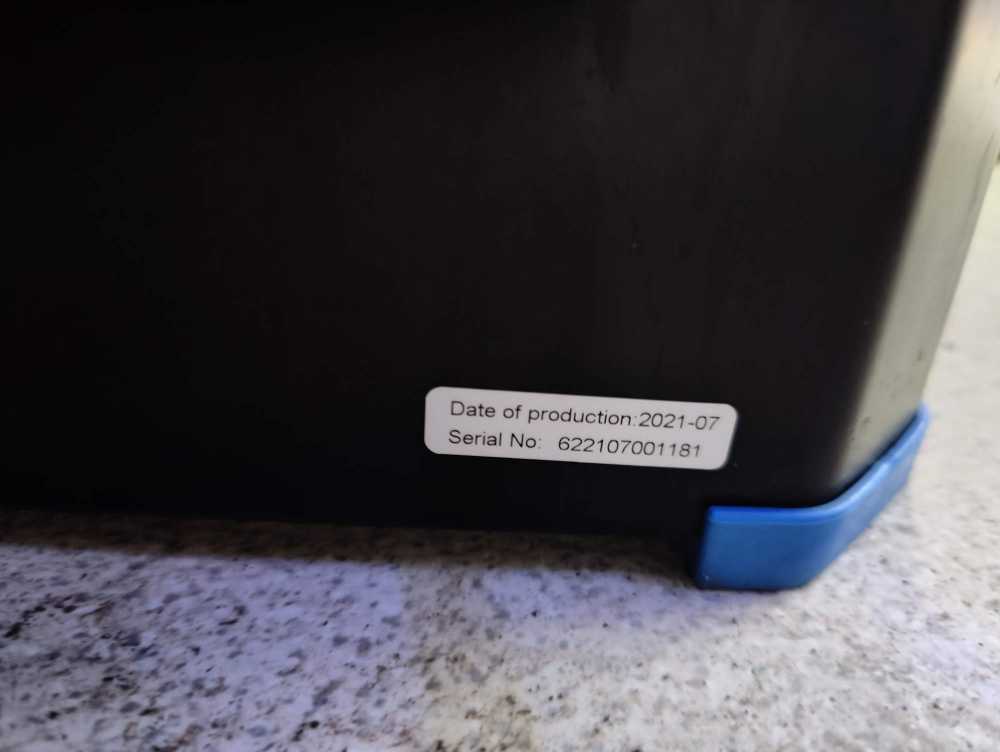 Date of production:2021-07
Serial No: 622107001181